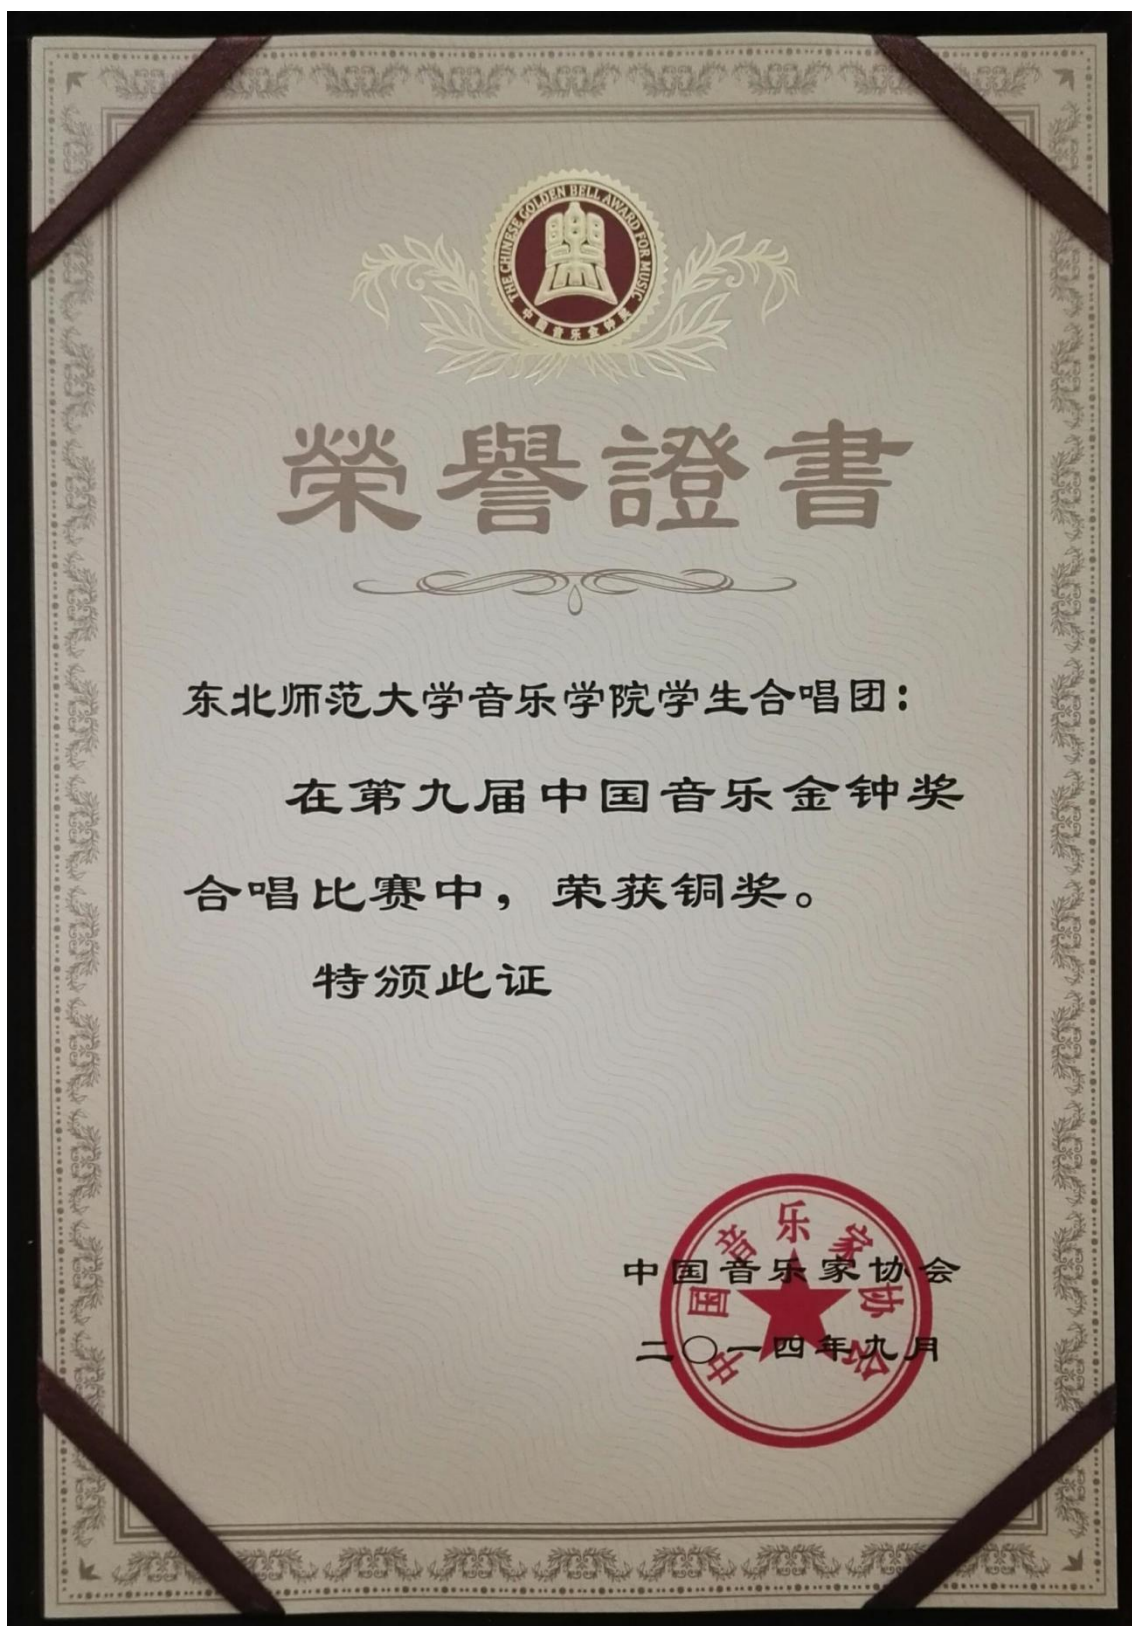 THE CHINESE GOLDEN BELL AWARD FOR MUSIC
中国音乐金钟奖
榮譽證書
东北师范大学音乐学院学生合唱团：
在第九届中国音乐金钟奖
合唱比赛中，荣获铜奖。
特颁此证
中国音乐家协会
二〇一四年九月
中国音乐家协会